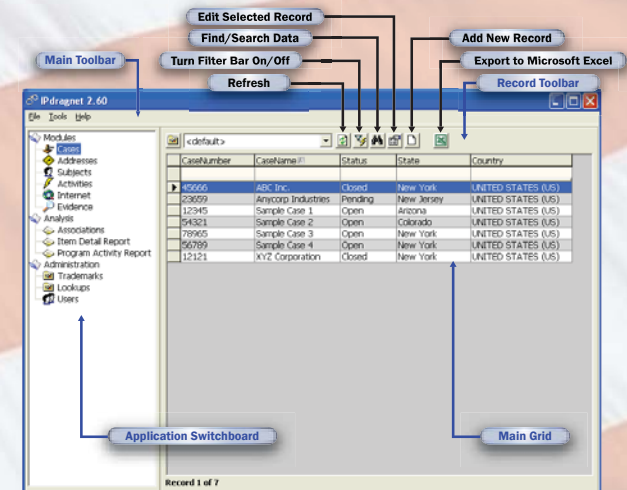 Edit Selected Record
Find/Search Data
Add New Record
Main Toolbar
Turn Filter Bar On/Off
Export to Microsoft Excel
Refresh
Record Toolbar
IPdragnet 2.60
File Tools Help
Modules
Cases
Addresses
Subjects
Activities
Internet
Evidence
Analysis
Associations
Item Detail Report
Program Activity Report
Administration
Trademarks
Lookups
Users
<default>
CaseNumber CaseName Status State Country
45666 ABC Inc. Closed New York UNITED STATES (US)
23659 Anycorp Industries Pending New Jersey UNITED STATES (US)
12345 Sample Case 1 Open Arizona UNITED STATES (US)
54321 Sample Case 2 Open Colorado UNITED STATES (US)
78965 Sample Case 3 Open New York UNITED STATES (US)
56789 Sample Case 4 Open New York UNITED STATES (US)
12121 XYZ Corporation Closed New York UNITED STATES (US)
Application Switchboard
Main Grid
Record 1 of 7